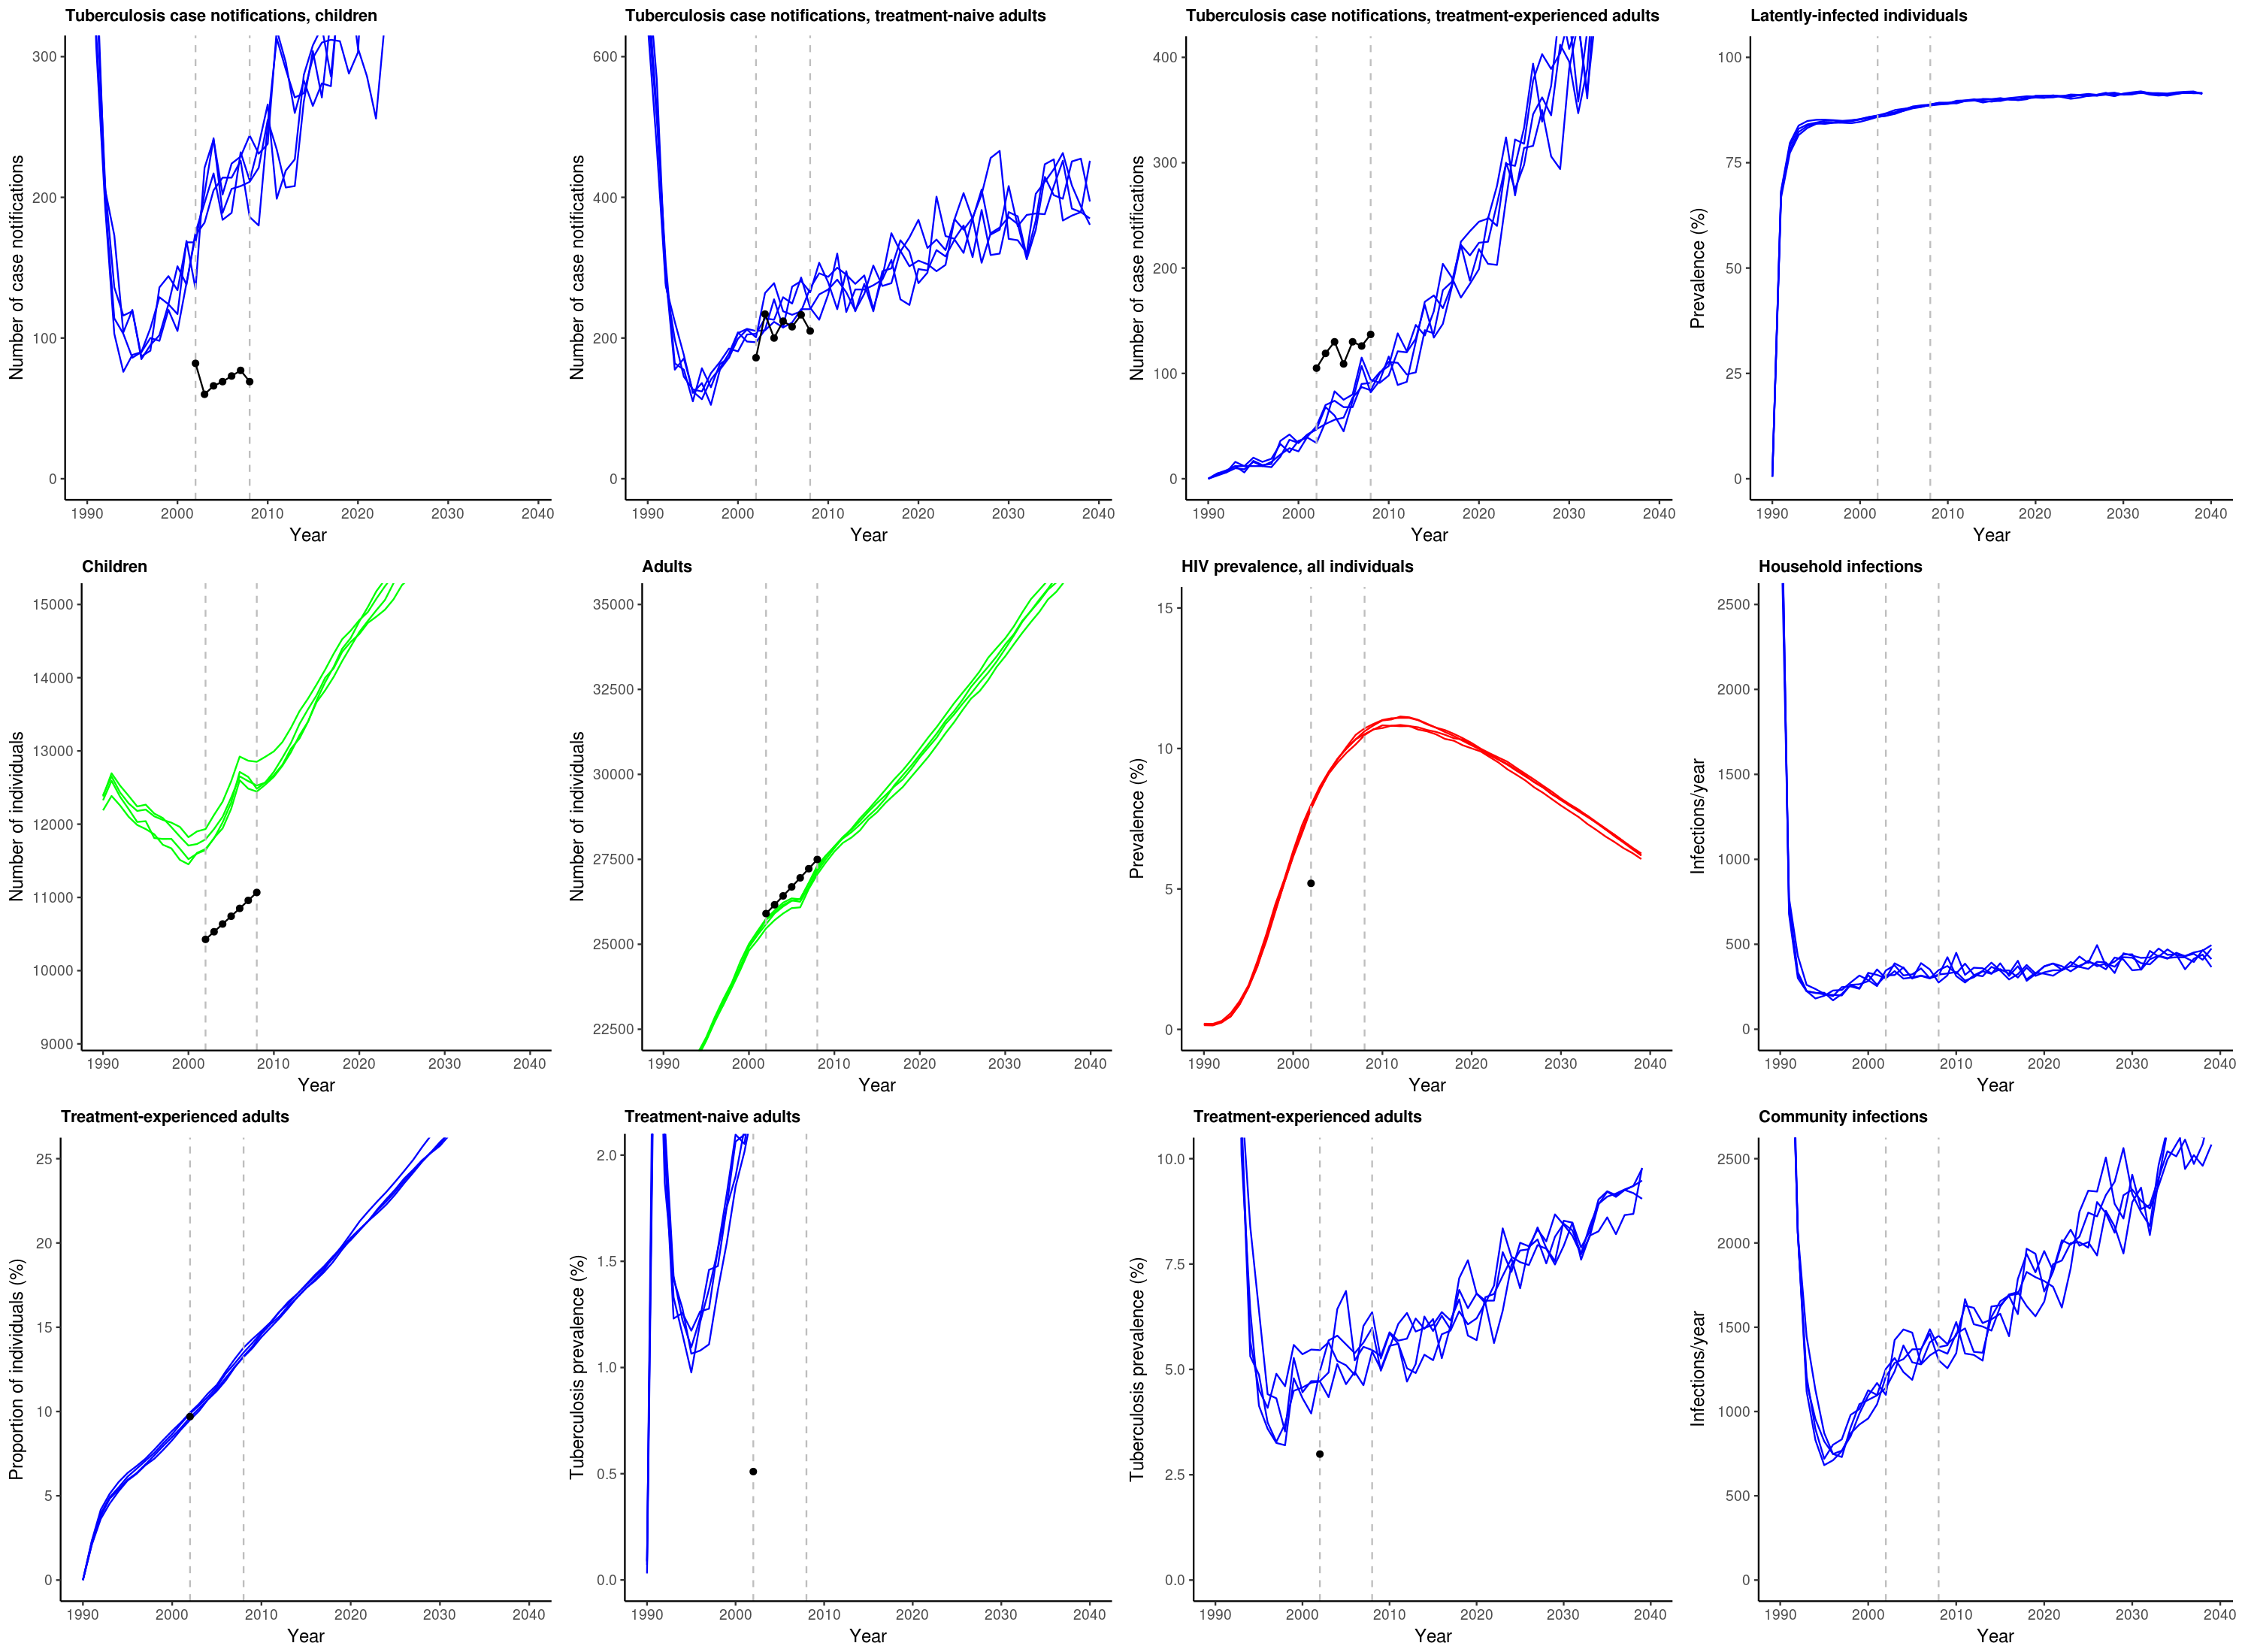 Tuberculosis case notifications, children
Number of case notifications
300
200
100
0
1990 2000 2010 2020 2030 2040
Year
Tuberculosis case notifications, treatment-naive adults
Number of case notifications
600
400
200
0
1990 2000 2010 2020 2030 2040
Year
Tuberculosis case notifications, treatment-experienced adults
Number of case notifications
400
300
200
100
0
1990 2000 2010 2020 2030 2040
Year
Latently-infected individuals
Prevalence (%)
100
75
50
25
0
1990 2000 2010 2020 2030 2040
Year
Children
Number of individuals
15000
14000
13000
12000
11000
10000
9000
1990 2000 2010 2020 2030 2040
Year
Adults
Number of individuals
35000
32500
30000
27500
25000
22500
1990 2000 2010 2020 2030 2040
Year
HIV prevalence, all individuals
Prevalence (%)
15
10
5
0
1990 2000 2010 2020 2030 2040
Year
Household infections
Infections/year
2500
2000
1500
1000
500
0
1990 2000 2010 2020 2030 2040
Year
Treatment-experienced adults
Proportion of individuals (%)
25
20
15
10
5
0
1990 2000 2010 2020 2030 2040
Year
Treatment-naive adults
Tuberculosis prevalence (%)
2.0
1.5
1.0
0.5
0.0
1990 2000 2010 2020 2030 2040
Year
Treatment-experienced adults
Tuberculosis prevalence (%)
10.0
7.5
5.0
2.5
0.0
1990 2000 2010 2020 2030 2040
Year
Community infections
Infections/year
2500
2000
1500
1000
500
0
1990 2000 2010 2020 2030 2040
Year